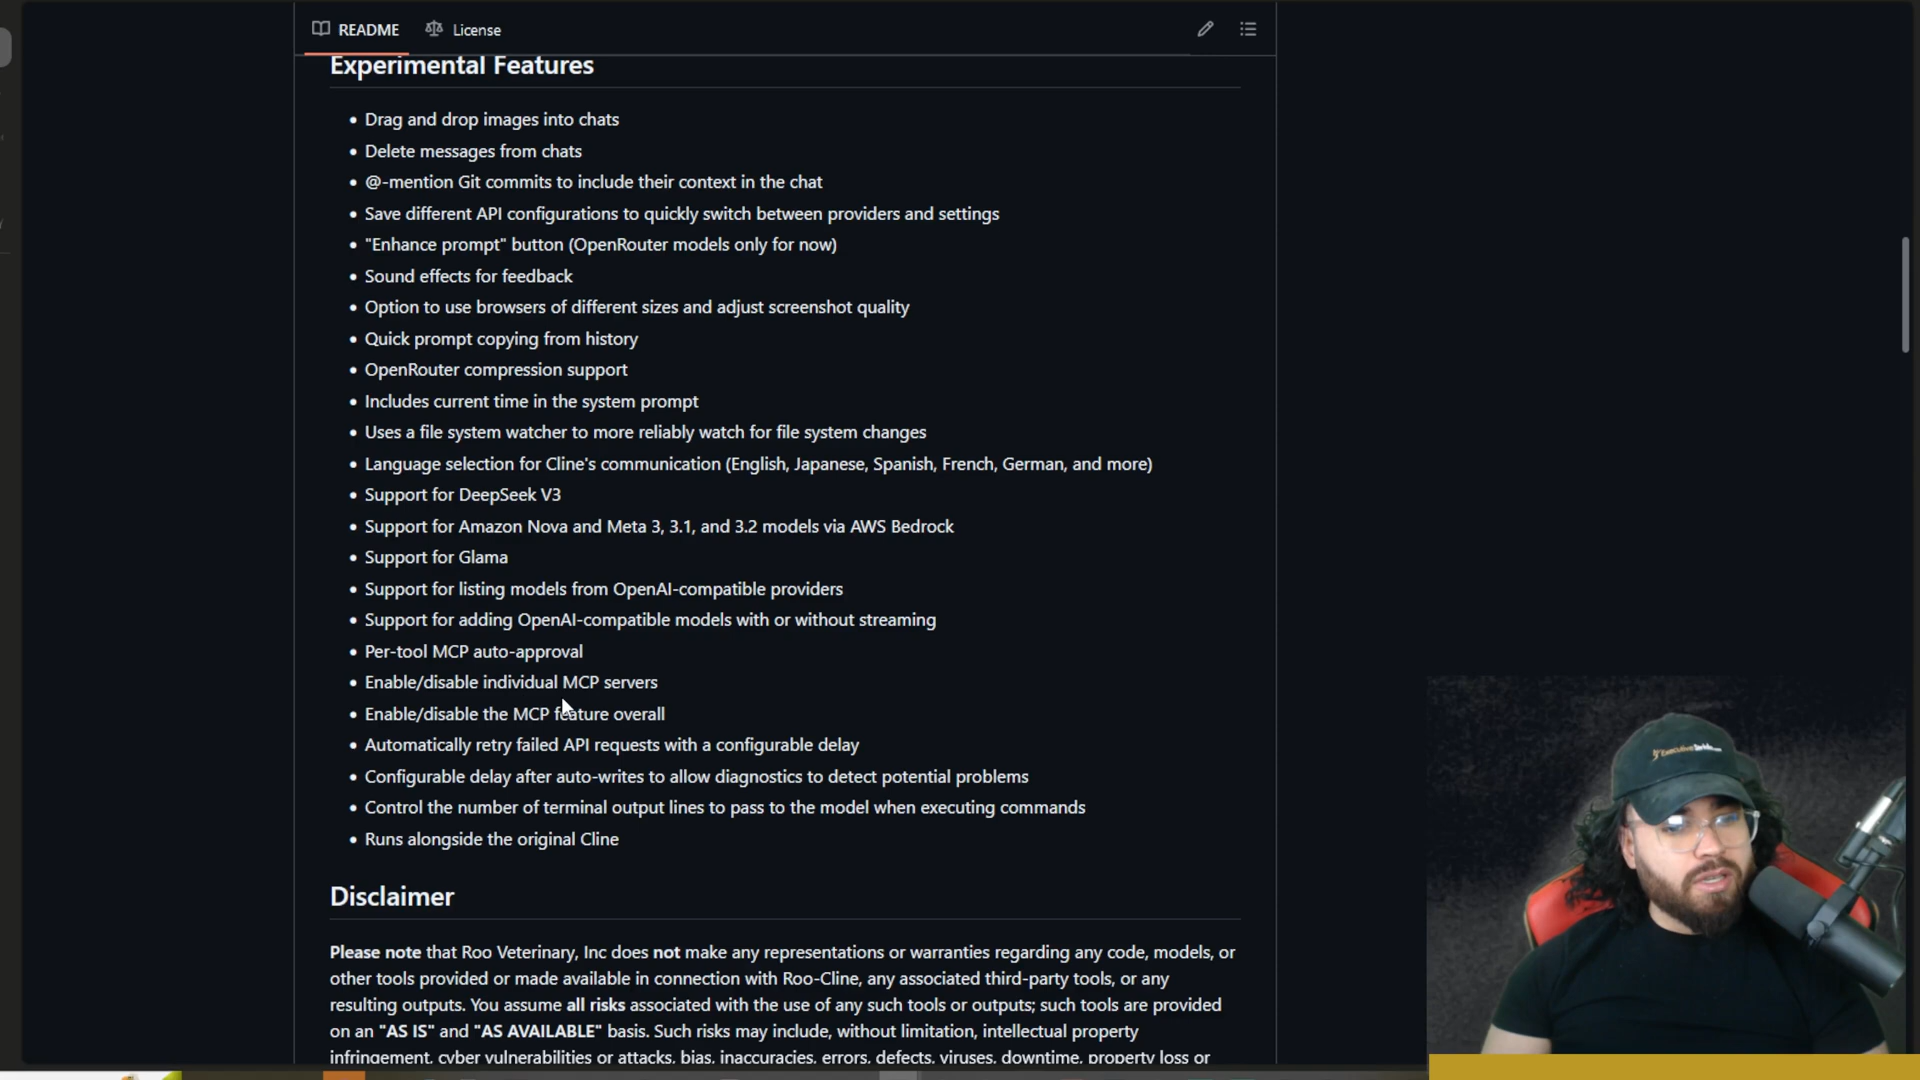 README
License
Experimental Features
• Drag and drop images into chats
• Delete messages from chats
• @-mention Git commits to include their context in the chat
• Save different API configurations to quickly switch between providers and settings
• "Enhance prompt" button (OpenRouter models only for now)
• Sound effects for feedback
• Option to use browsers of different sizes and adjust screenshot quality
• Quick prompt copying from history
• OpenRouter compression support
• Includes current time in the system prompt
• Uses a file system watcher to more reliably watch for file system changes
• Language selection for Cline's communication (English, Japanese, Spanish, French, German, and more)
• Support for DeepSeek V3
• Support for Amazon Nova and Meta 3, 3.1, and 3.2 models via AWS Bedrock
• Support for Glama
• Support for listing models from OpenAI-compatible providers
• Support for adding OpenAI-compatible models with or without streaming
• Per-tool MCP auto-approval
• Enable/disable individual MCP servers
• Enable/disable the MCP feature overall
• Automatically retry failed API requests with a configurable delay
• Configurable delay after auto-writes to allow diagnostics to detect potential problems
• Control the number of terminal output lines to pass to the model when executing commands
• Runs alongside the original Cline
Disclaimer
Please note that Roo Veterinary, Inc does not make any representations or warranties regarding any code, models, or
other tools provided or made available in connection with Roo-Cline, any associated third-party tools, or any
resulting outputs. You assume all risks associated with the use of any such tools or outputs; such tools are provided
on an "AS IS" and "AS AVAILABLE" basis. Such risks may include, without limitation, intellectual property
infringement, cyber vulnerabilities or attacks, bias, inaccuracies, errors, defects, viruses, downtime, property loss or